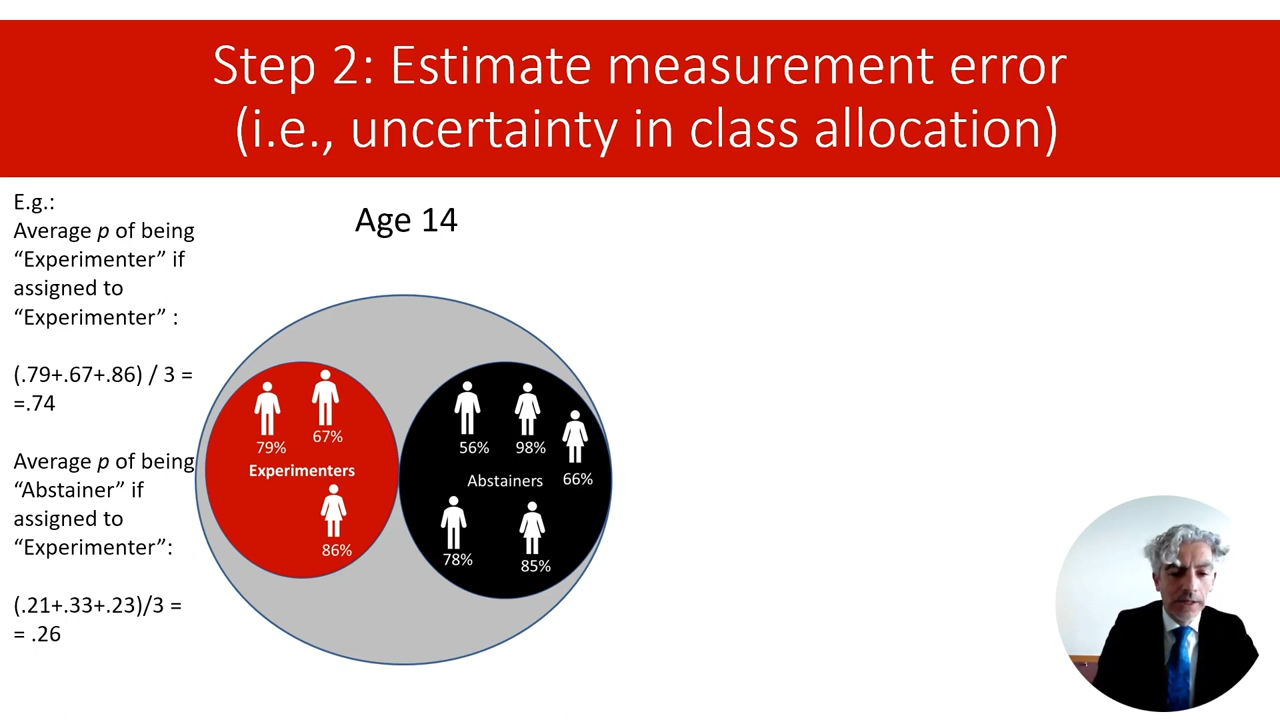 Step 2: Estimate measurement error
(i.e., uncertainty in class allocation)
E.g.:
Average p of being
“Experimenter” if
assigned to
“Experimenter” :
(.79+.67+.86) / 3 =
=.74
Average p of being
“Abstainer” if
assigned to
“Experimenter”:
(.21+.33+.23)/3 =
= .26
Age 14
79%
67%
Experimenters
86%
56%
98%
66%
Abstainers
78%
85%